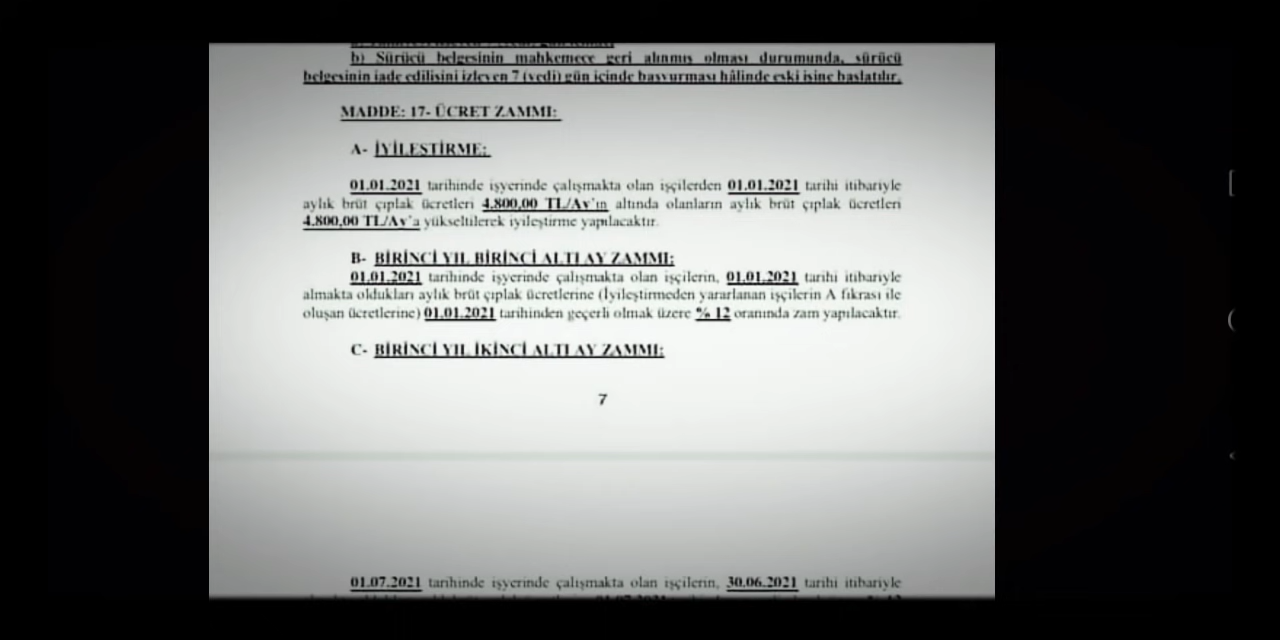 b) Sürücü belgesinin mahkemece geri alınmış olması durumunda, sürücü
belgesinin iade edilişini izleyen 7 (yedi) gün içinde başvurması hâlinde eski işine başlatılır.
MADDE: 17- ÜCRET ZAMMI:
A- İYİLEŞTİRME:
01.01.2021 tarihinde işyerinde çalışmakta olan işçilerden 01.01.2021 tarihi itibariyle
aylık brüt çıplak ücretleri 4.800,00 TL/Ay'ın altında olanların aylık brüt çıplak ücretleri
4.800,00 TL/Ay'a yükseltilerek iyileştirme yapılacaktır.
B- BİRİNCİ YIL BİRİNCİ ALTI AY ZAMMI:
01.01.2021 tarihinde işyerinde çalışmakta olan işçilerin, 01.01.2021 tarihi itibariyle
almakta oldukları aylık brüt çıplak ücretlerine (İyileştirmeden yararlanan işçilerin A fıkrası ile
oluşan ücretlerine) 01.01.2021 tarihinden geçerli olmak üzere % 12 oranında zam yapılacaktır.
C- BİRİNCİ YIL İKİNCİ ALTI AY ZAMMI:
7
01.07.2021 tarihinde işyerinde çalışmakta olan işçilerin, 30.06.2021 tarihi itibariyle